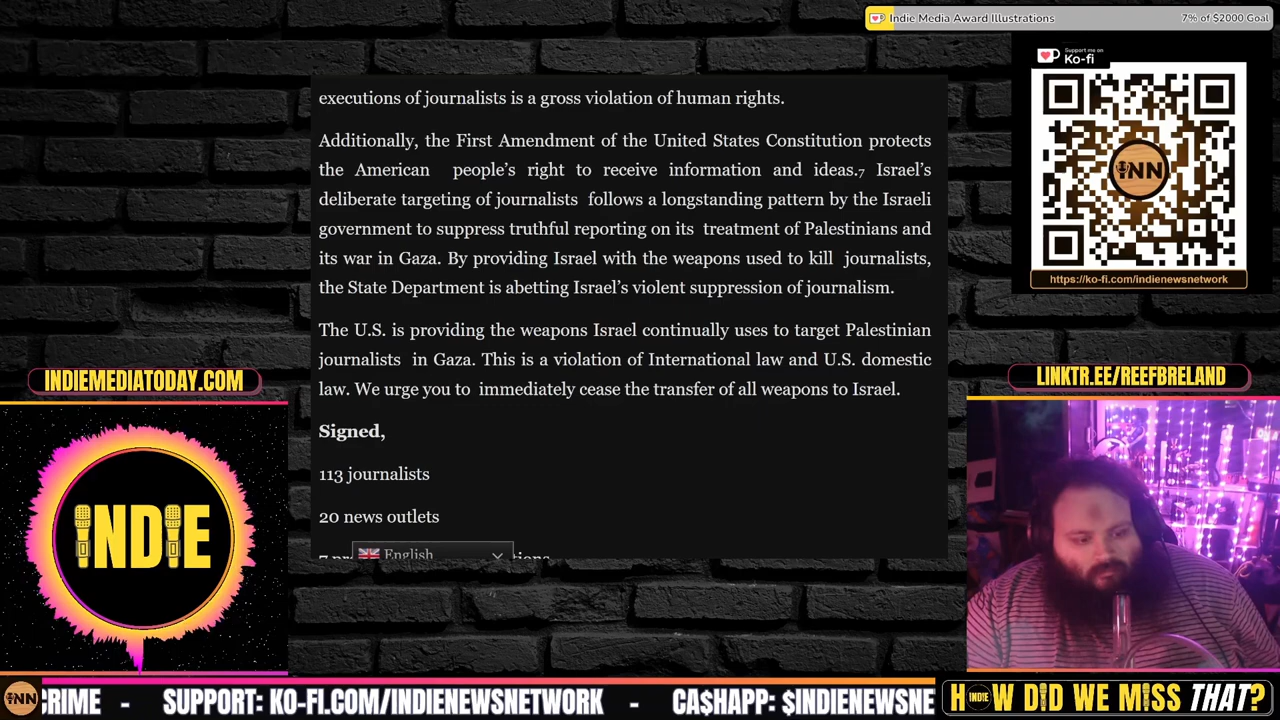 Indie Media Award Illustrations
7% of $2000 Goal
Support me on
Ko-fi
iNN
https://ko-fi.com/indienewsnetwork
executions of journalists is a gross violation of human rights.
Additionally, the First Amendment of the United States Constitution protects
the American people’s right to receive information and ideas.7 Israel’s
deliberate targeting of journalists follows a longstanding pattern by the Israeli
government to suppress truthful reporting on its treatment of Palestinians and
its war in Gaza. By providing Israel with the weapons used to kill journalists,
the State Department is abetting Israel’s violent suppression of journalism.
The U.S. is providing the weapons Israel continually uses to target Palestinian
journalists in Gaza. This is a violation of International law and U.S. domestic
law. We urge you to immediately cease the transfer of all weapons to Israel.
Signed,
113 journalists
20 news outlets
English
INDIEMEDIATODAY.COM
INDIE
LINKTR.EE/REEFBRELAND
iNN
CRIME - SUPPORT: KO-FI.COM/INDIENEWSNETWORK - CA$HAPP: $INDIENEWSNE
HOW DID WE MISS THAT?